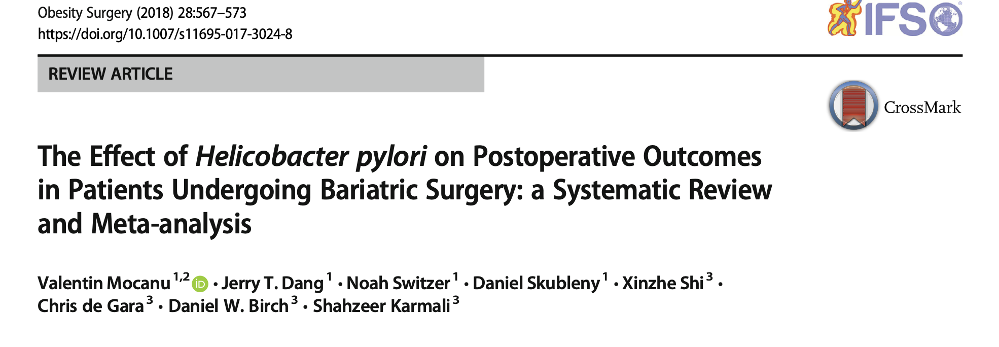 Obesity Surgery (2018) 28:567–573
https://doi.org/10.1007/s11695-017-3024-8
IFSO®
REVIEW ARTICLE
CrossMark
The Effect of Helicobacter pylori on Postoperative Outcomes
in Patients Undergoing Bariatric Surgery: a Systematic Review
and Meta-analysis
Valentin Mocanu 1,2 iD · Jerry T. Dang 1 · Noah Switzer 1 · Daniel Skubleny 1 · Xinzhe Shi 3 ·
Chris de Gara 3 · Daniel W. Birch 3 · Shahzeer Karmali 3